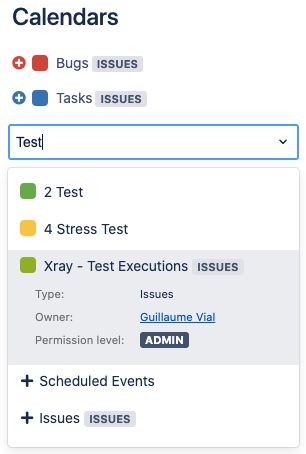 Calendars
Bugs ISSUES
Tasks ISSUES
Test
2 Test
4 Stress Test
Xray - Test Executions ISSUES
Type: Issues
Owner: Guillaume Vial
Permission level: ADMIN
+ Scheduled Events
+ Issues ISSUES